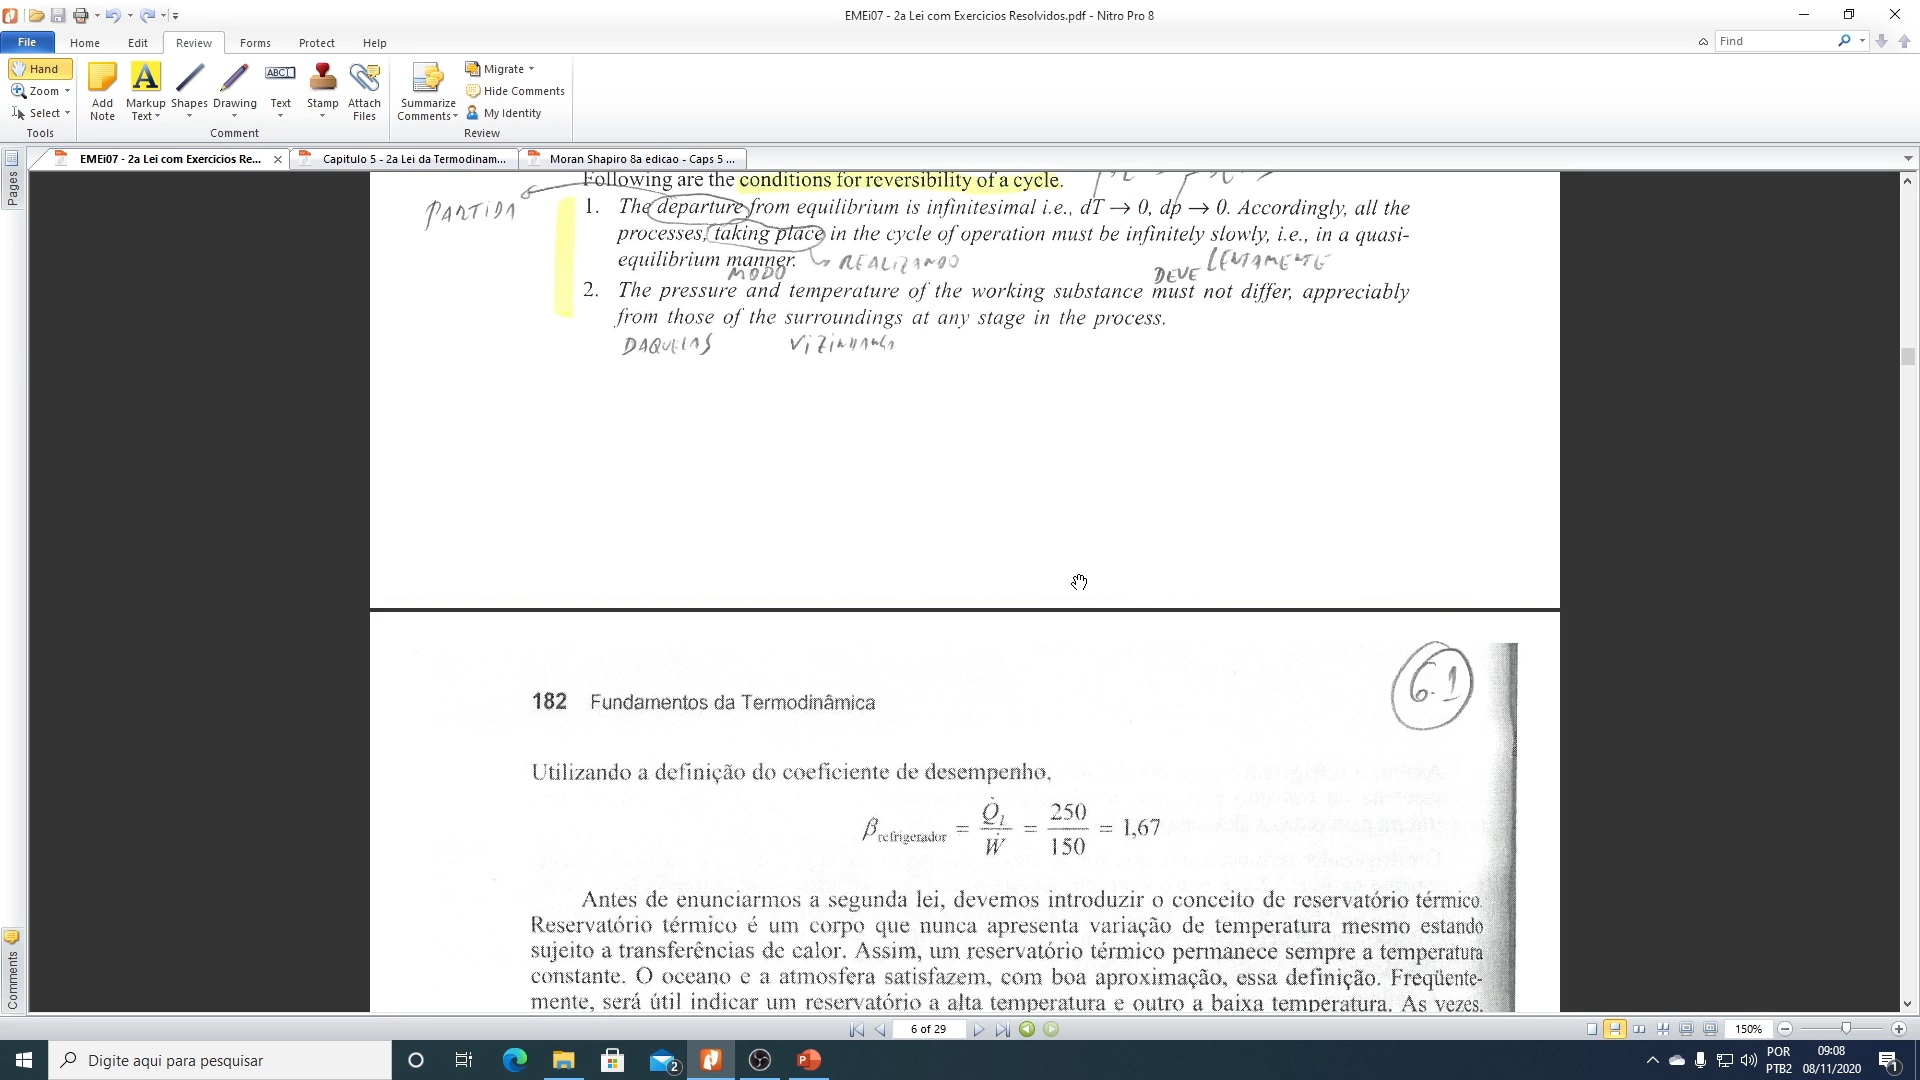 EMEi07 - 2a Lei com Exercicios Resolvidos.pdf - Nitro Pro 8
File Home Edit Review Forms Protect Help Find
Hand
Zoom
Select
Tools
Add Note
Markup Text
Shapes
Drawing
Text
Stamp
Attach Files
Comment
Summarize Comments
Migrate
Hide Comments
My Identity
Review
EMEi07 - 2a Lei com Exercicios Re...
Capitulo 5 - 2a Lei da Termodinam...
Moran Shapiro 8a edicao - Caps 5 ...
Pages
Following are the conditions for reversibility of a cycle.
PARTIDA
1. The departure from equilibrium is infinitesimal i.e., dT → 0, dp → 0. Accordingly, all the
processes, taking place in the cycle of operation must be infinitely slowly, i.e., in a quasi-
equilibrium manner.
REALIZANDO
LENTAMENTE
MODO
DEVE
2. The pressure and temperature of the working substance must not differ, appreciably
from those of the surroundings at any stage in the process.
DAQUELAS
VIZINHANÇA
6.1
182 Fundamentos da Termodinâmica
Utilizando a definição do coeficiente de desempenho,
β refrigerador = Q̇L / Ẇ = 250 / 150 = 1,67
Antes de enunciarmos a segunda lei, devemos introduzir o conceito de reservatório térmico.
Reservatório térmico é um corpo que nunca apresenta variação de temperatura mesmo estando
sujeito a transferências de calor. Assim, um reservatório térmico permanece sempre a temperatura
constante. O oceano e a atmosfera satisfazem, com boa aproximação, essa definição. Freqüente-
mente, será útil indicar um reservatório a alta temperatura e outro a baixa temperatura. As vezes,
Comments
6 of 29
150%
Digite aqui para pesquisar
2
POR
PTB2
09:08
08/11/2020
1